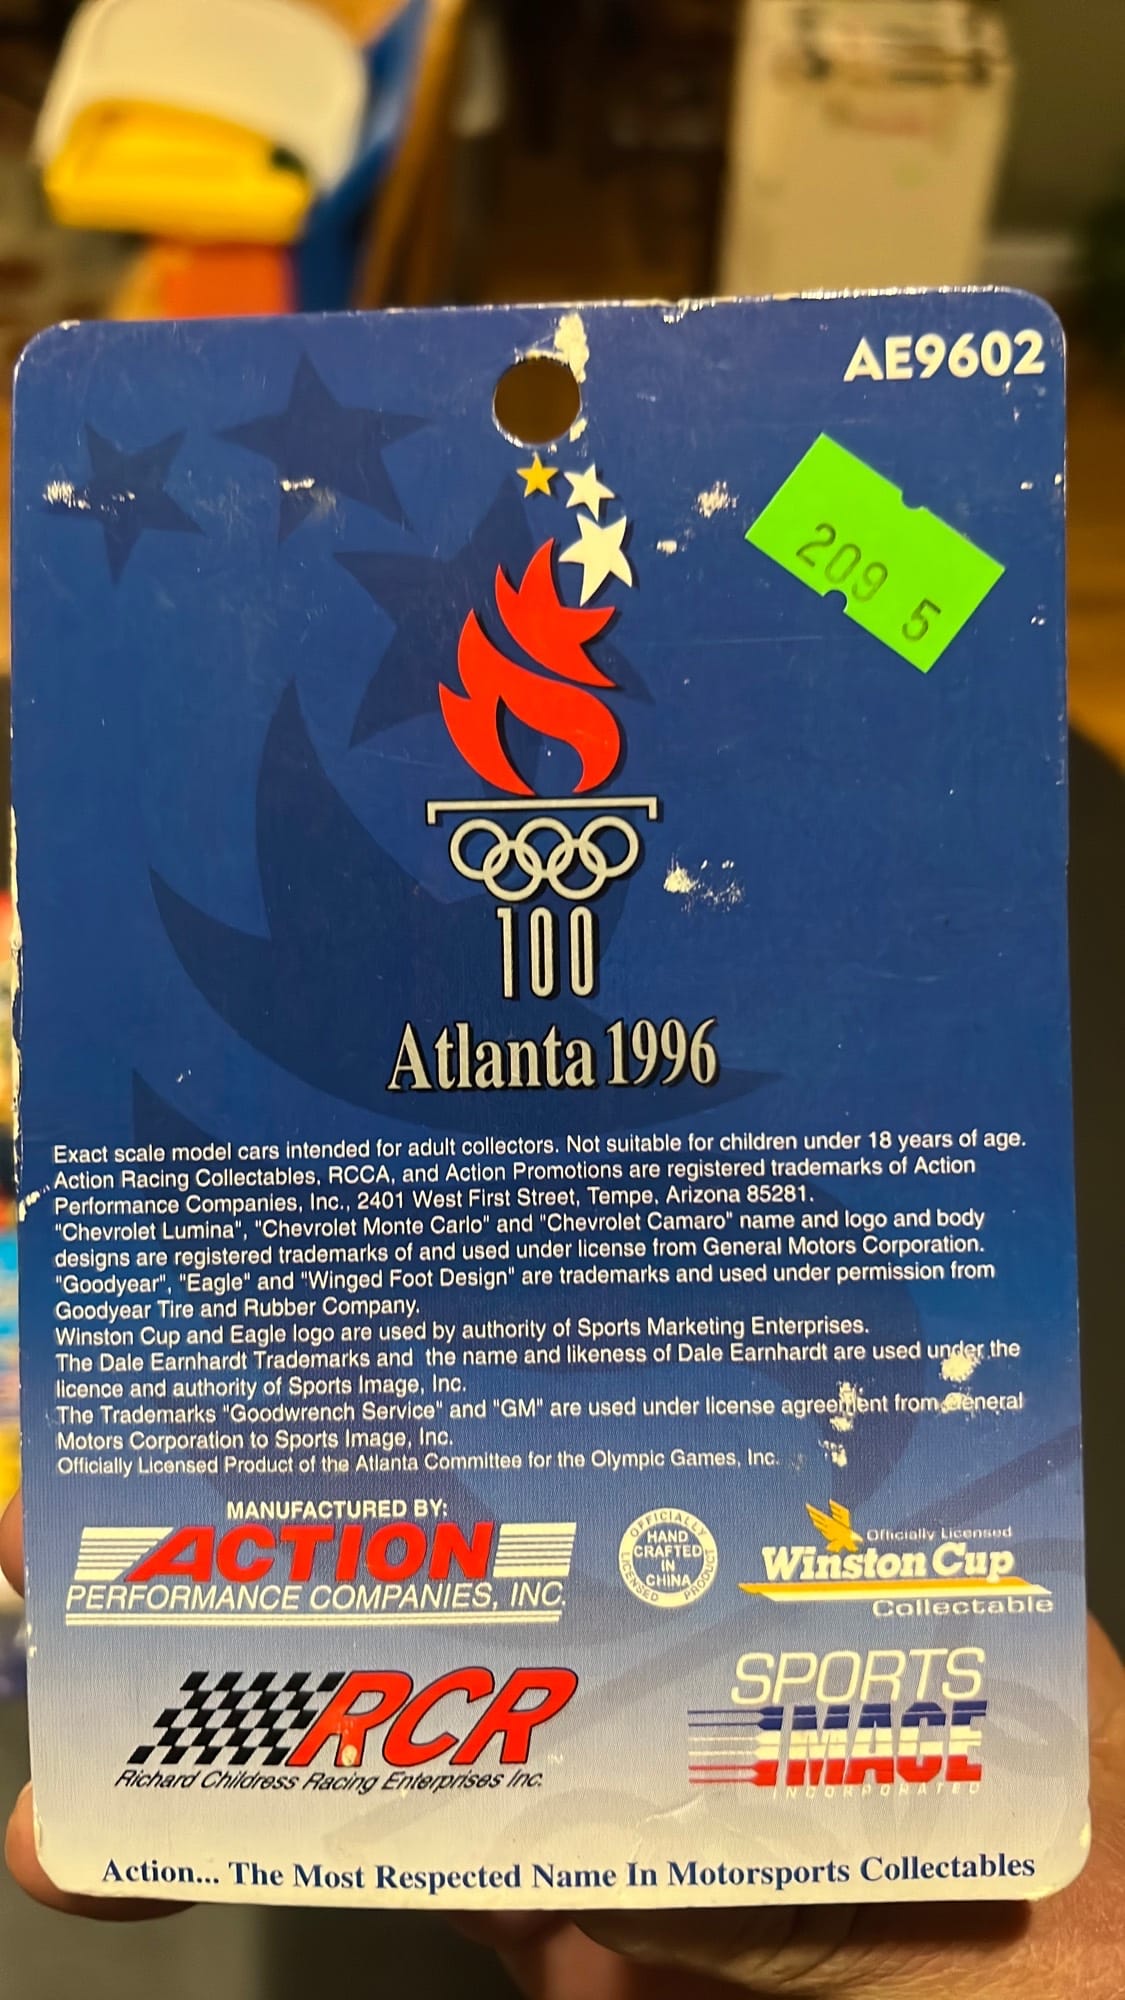 AE9602
209 5
100
Atlanta 1996
Exact scale model cars intended for adult collectors. Not suitable for children under 18 years of age.
Action Racing Collectables, RCCA, and Action Promotions are registered trademarks of Action
Performance Companies, Inc., 2401 West First Street, Tempe, Arizona 85281.
"Chevrolet Lumina", "Chevrolet Monte Carlo" and "Chevrolet Camaro" name and logo and body
designs are registered trademarks of and used under license from General Motors Corporation.
"Goodyear", "Eagle" and "Winged Foot Design" are trademarks and used under permission from
Goodyear Tire and Rubber Company.
Winston Cup and Eagle logo are used by authority of Sports Marketing Enterprises.
The Dale Earnhardt Trademarks and the name and likeness of Dale Earnhardt are used under the
licence and authority of Sports Image, Inc.
The Trademarks "Goodwrench Service" and "GM" are used under license agreement from General
Motors Corporation to Sports Image, Inc.
Officially Licensed Product of the Atlanta Committee for the Olympic Games, Inc.
MANUFACTURED BY:
ACTION
PERFORMANCE COMPANIES, INC.
OFFICIALLY LICENSED PRODUCT
HAND
CRAFTED
IN
CHINA
Officially Licensed
Winston Cup
Collectable
RCR
Richard Childress Racing Enterprises Inc.
SPORTS
IMAGE
INCORPORATED
Action... The Most Respected Name In Motorsports Collectables